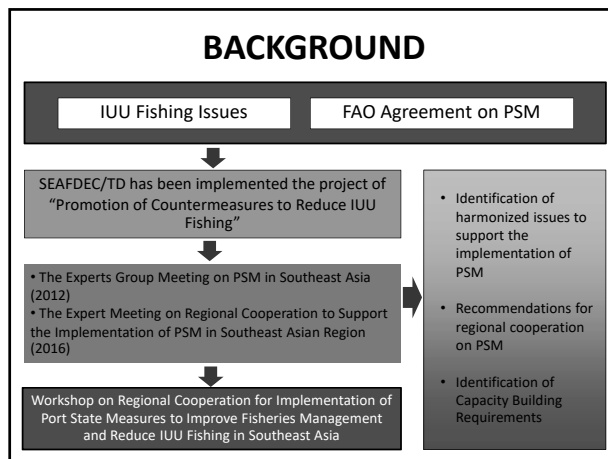 BACKGROUND
IUU Fishing Issues
FAO Agreement on PSM
SEAFDEC/TD has been implemented the project of
“Promotion of Countermeasures to Reduce IUU
Fishing”
• The Experts Group Meeting on PSM in Southeast Asia
(2012)
• The Expert Meeting on Regional Cooperation to Support
the Implementation of PSM in Southeast Asian Region
(2016)
Workshop on Regional Cooperation for Implementation of
Port State Measures to Improve Fisheries Management
and Reduce IUU Fishing in Southeast Asia
• Identification of
harmonized issues to
support the
implementation of
PSM
• Recommendations for
regional cooperation
on PSM
• Identification of
Capacity Building
Requirements